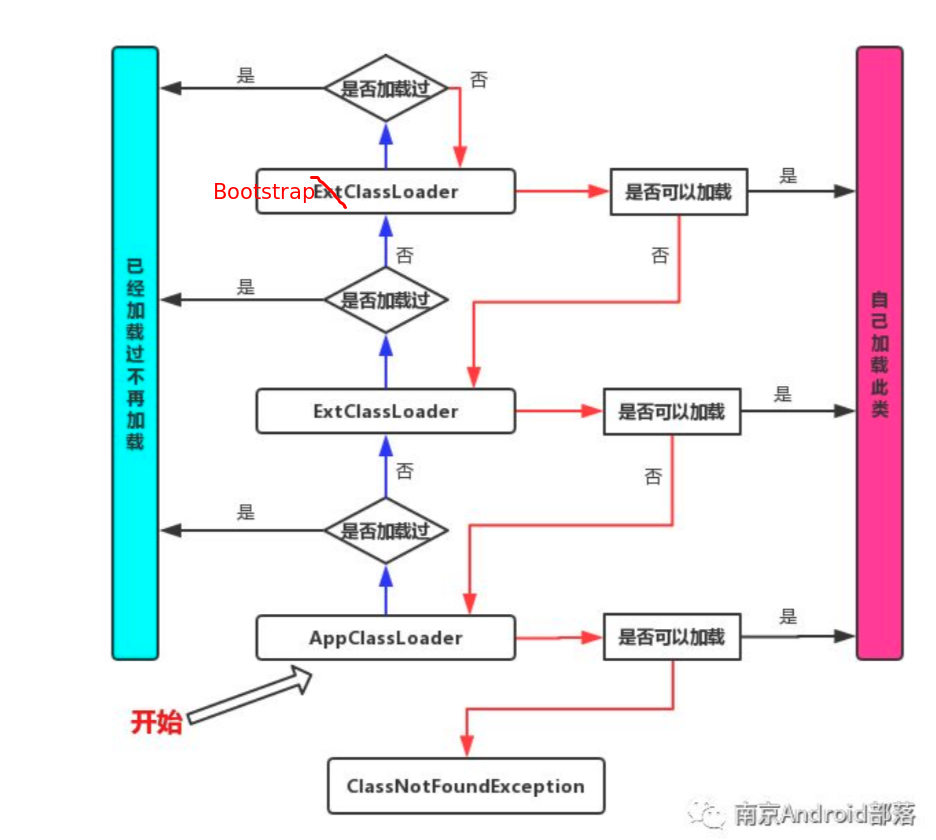 是
是否加载过
否
BootstrapExtClassLoader
是否可以加载
是
否
否
是
是否加载过
已经加载过不再加载
自己加载此类
ExtClassLoader
是否可以加载
是
否
否
是
是否加载过
AppClassLoader
是否可以加载
是
开始
ClassNotFoundException
南京Android部落